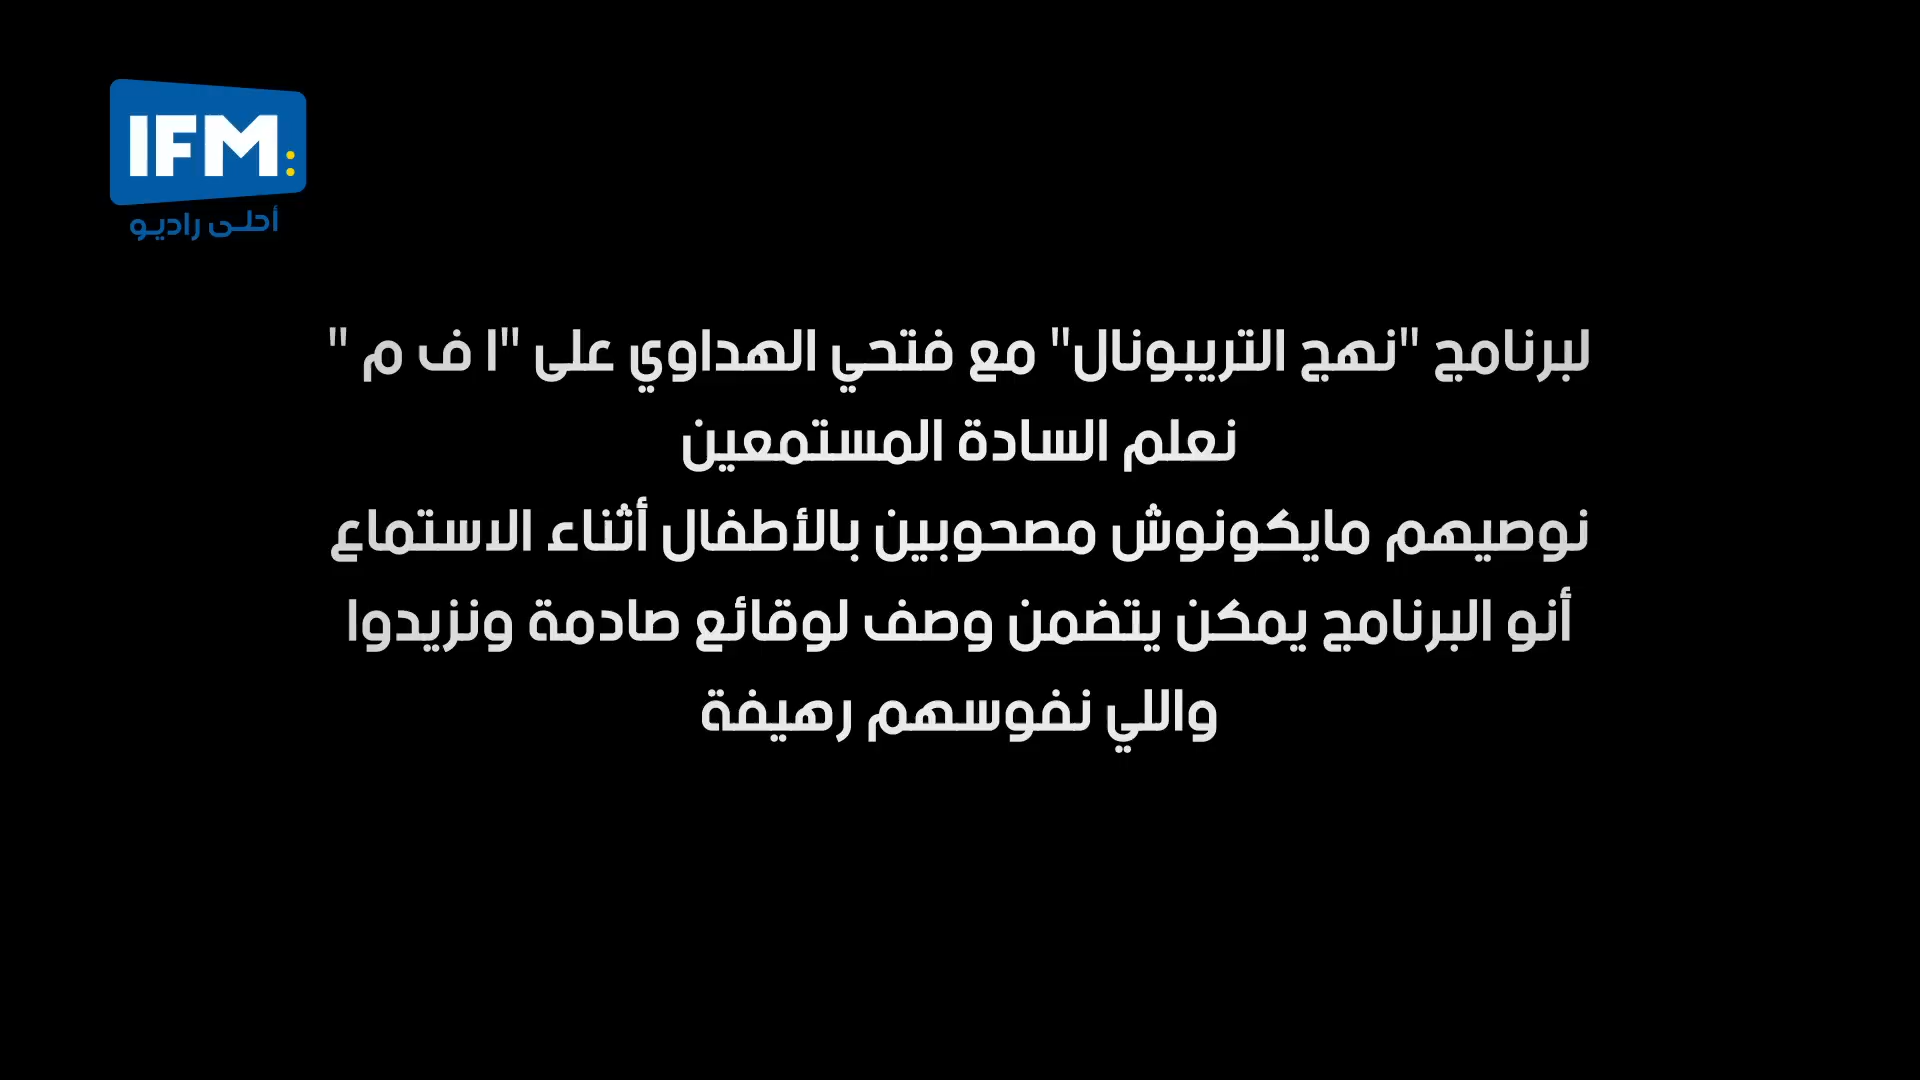 IFM:
أحلى راديو
لبرنامج "نهج التريبونال" مع فتحي الهداوي على "ا ف م "
نعلم السادة المستمعين
نوصيهم مايكونوش مصحوبين بالأطفال أثناء الاستماع
أنو البرنامج يمكن يتضمن وصف لوقائع صادمة ونزيدوا
واللي نفوسهم رهيفة